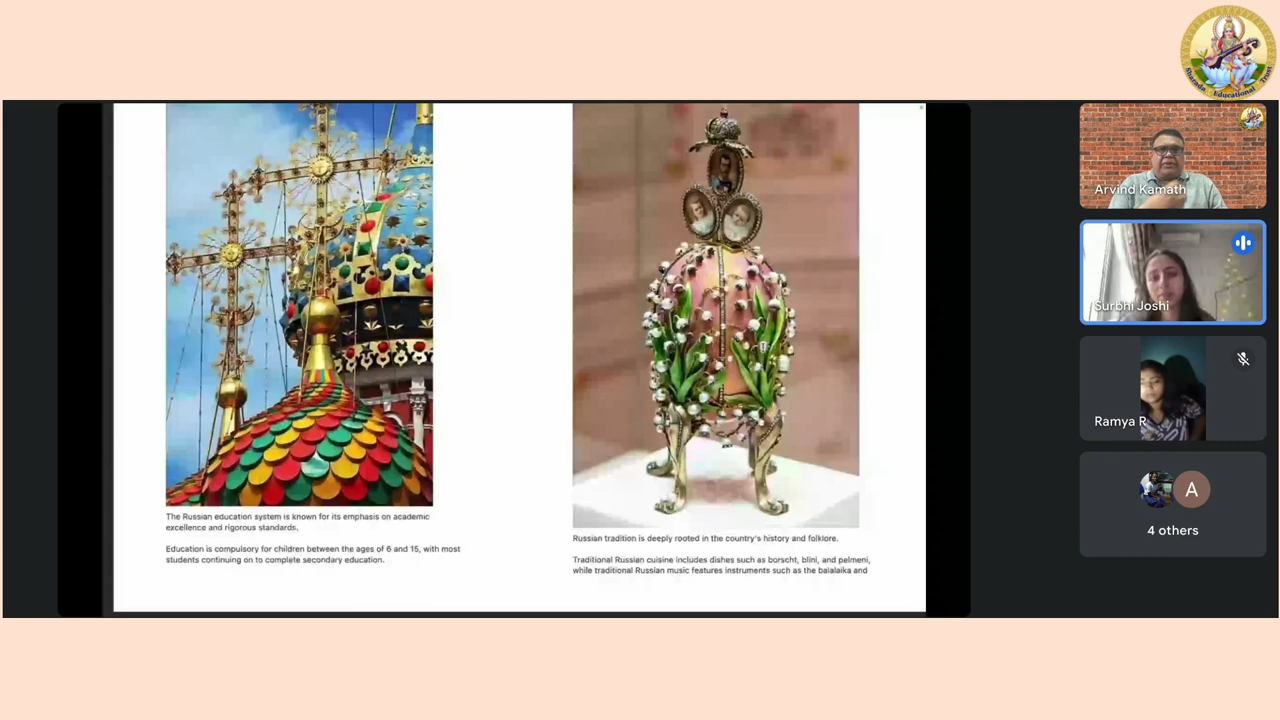 Sharada Educational Trust
The Russian education system is known for its emphasis on academic
excellence and rigorous standards.
Education is compulsory for children between the ages of 6 and 15, with most
students continuing on to complete secondary education.
Russian tradition is deeply rooted in the country's history and folklore.
Traditional Russian cuisine includes dishes such as borscht, blini, and pelmeni,
while traditional Russian music features instruments such as the balalaika and
Arvind Kamath
Surbhi Joshi
Ramya R
A
4 others